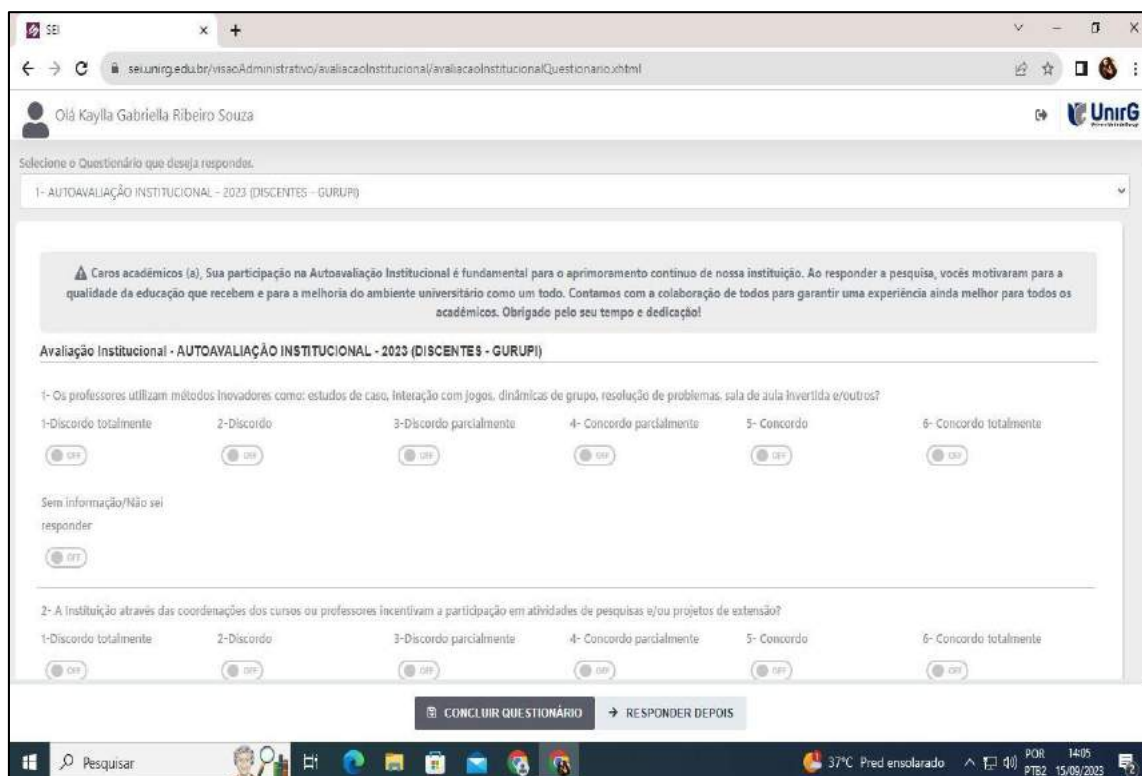 SEI
sei.unirg.edu.br/visaoAdministrativo/avaliacaoInstitucional/avaliacaoInstitucionalQuestionario.xhtml
Olá Kaylla Gabriella Ribeiro Souza
UnirG
Selecione o Questionário que deseja responder.
1- AUTOAVALIAÇÃO INSTITUCIONAL - 2023 (DISCENTES - GURUPI)
Caros acadêmicos (a), Sua participação na Autoavaliação Institucional é fundamental para o aprimoramento contínuo de nossa instituição. Ao responder a pesquisa, vocês motivaram para a
qualidade da educação que recebem e para a melhoria do ambiente universitário como um todo. Contamos com a colaboração de todos para garantir uma experiência ainda melhor para todos os
acadêmicos. Obrigado pelo seu tempo e dedicação!
Avaliação Institucional - AUTOAVALIAÇÃO INSTITUCIONAL - 2023 (DISCENTES - GURUPI)
1- Os professores utilizam métodos inovadores como: estudos de caso, interação com jogos, dinâmicas de grupo, resolução de problemas, sala de aula invertida e/outros?
1-Discordo totalmente 2-Discordo 3-Discordo parcialmente 4- Concordo parcialmente 5- Concordo 6- Concordo totalmente
OFF OFF OFF OFF OFF OFF
Sem informação/Não sei
responder
OFF
2- A Instituição através das coordenações dos cursos ou professores incentivam a participação em atividades de pesquisas e/ou projetos de extensão?
1-Discordo totalmente 2-Discordo 3-Discordo parcialmente 4- Concordo parcialmente 5- Concordo 6- Concordo totalmente
OFF OFF OFF OFF OFF OFF
CONCLUIR QUESTIONÁRIO RESPONDER DEPOIS
Pesquisar 37°C Pred ensolarado POR 14:05
PTB2 15/09/2023